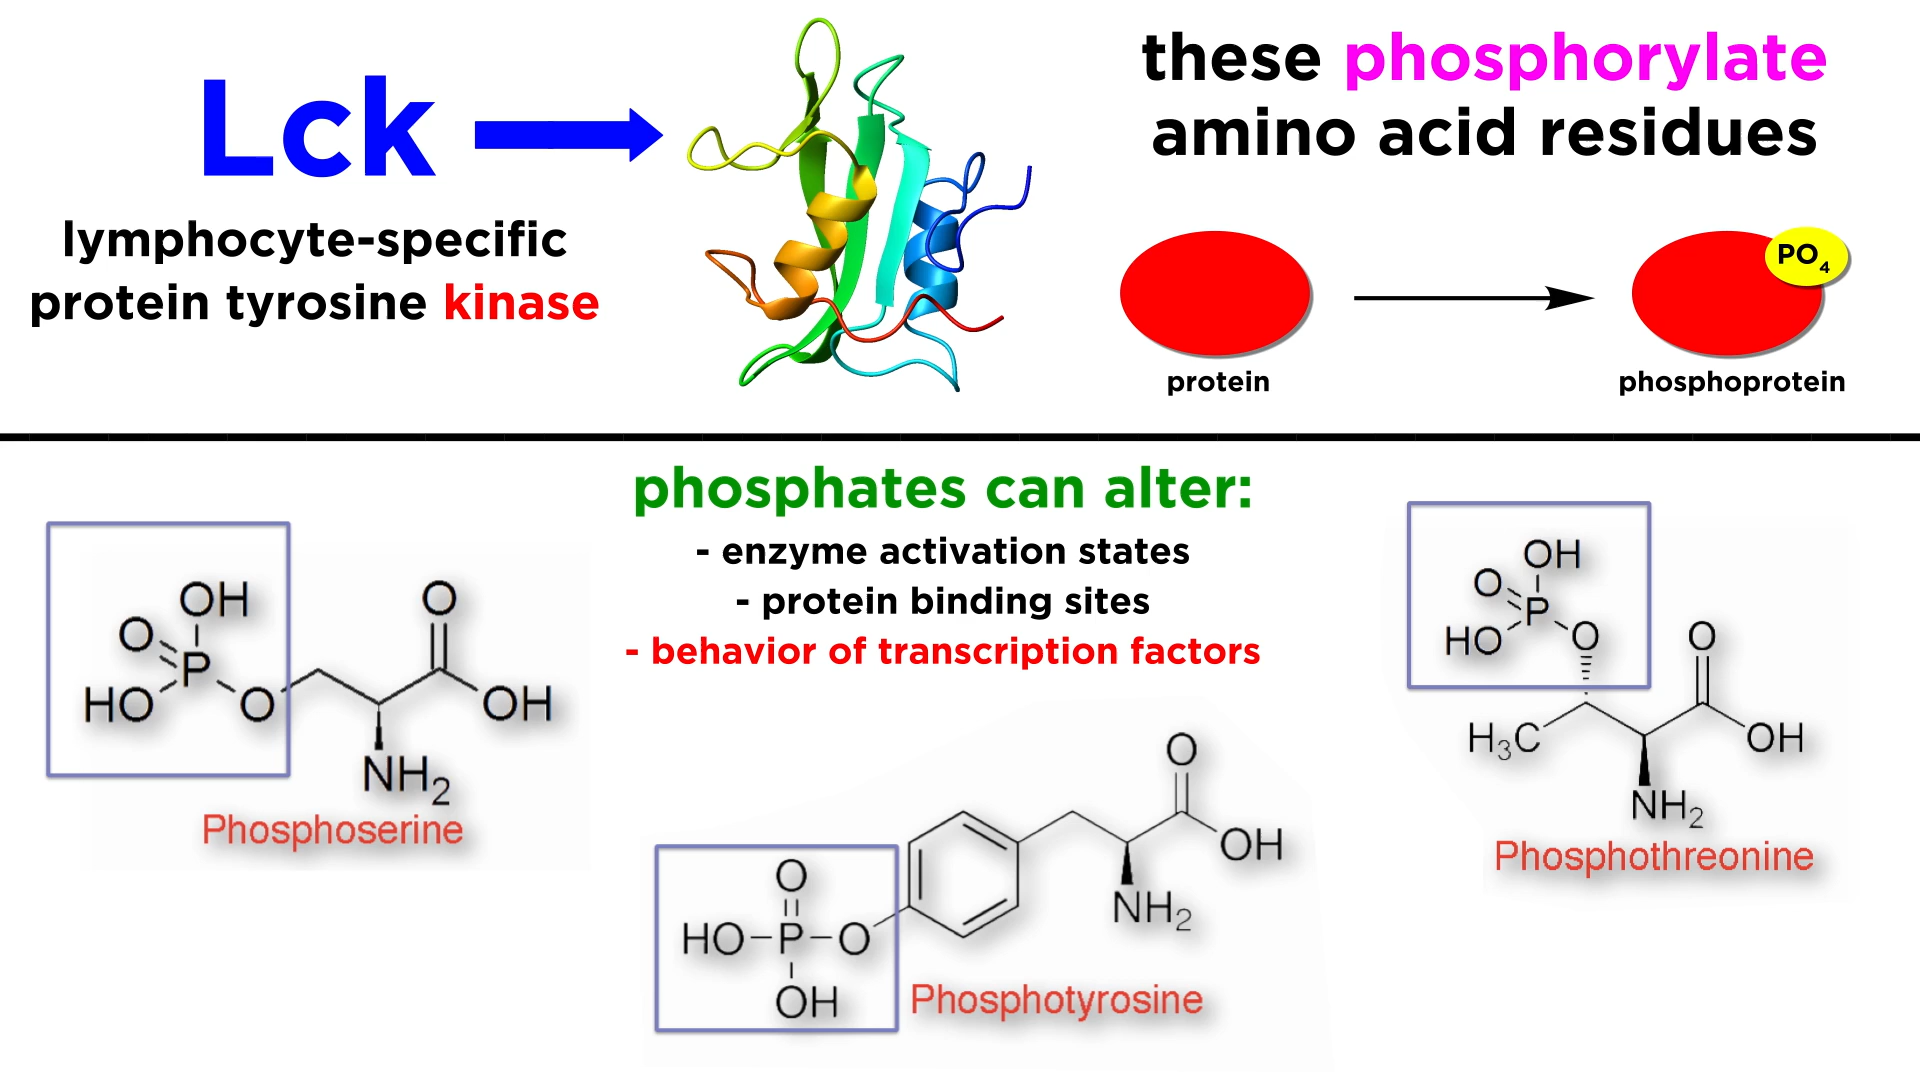 Lck
lymphocyte-specific
protein tyrosine kinase
these phosphorylate
amino acid residues
PO₄
protein
phosphoprotein
phosphates can alter:
- enzyme activation states
- protein binding sites
- behavior of transcription factors
OH
O
P
HO
O
O
OH
NH₂
Phosphoserine
O
HO-P-O
OH
O
OH
NH₂
Phosphotyrosine
OH
O
P
HO
O
O
H₃C
OH
NH₂
Phosphothreonine